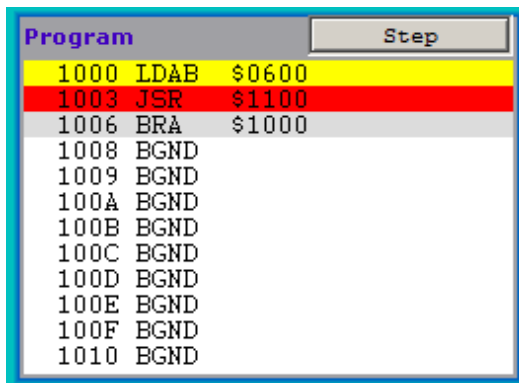 Program Step
1000 LDAB $0600
1003 JSR $1100
1006 BRA $1000
1008 BGND
1009 BGND
100A BGND
100B BGND
100C BGND
100D BGND
100E BGND
100F BGND
1010 BGND